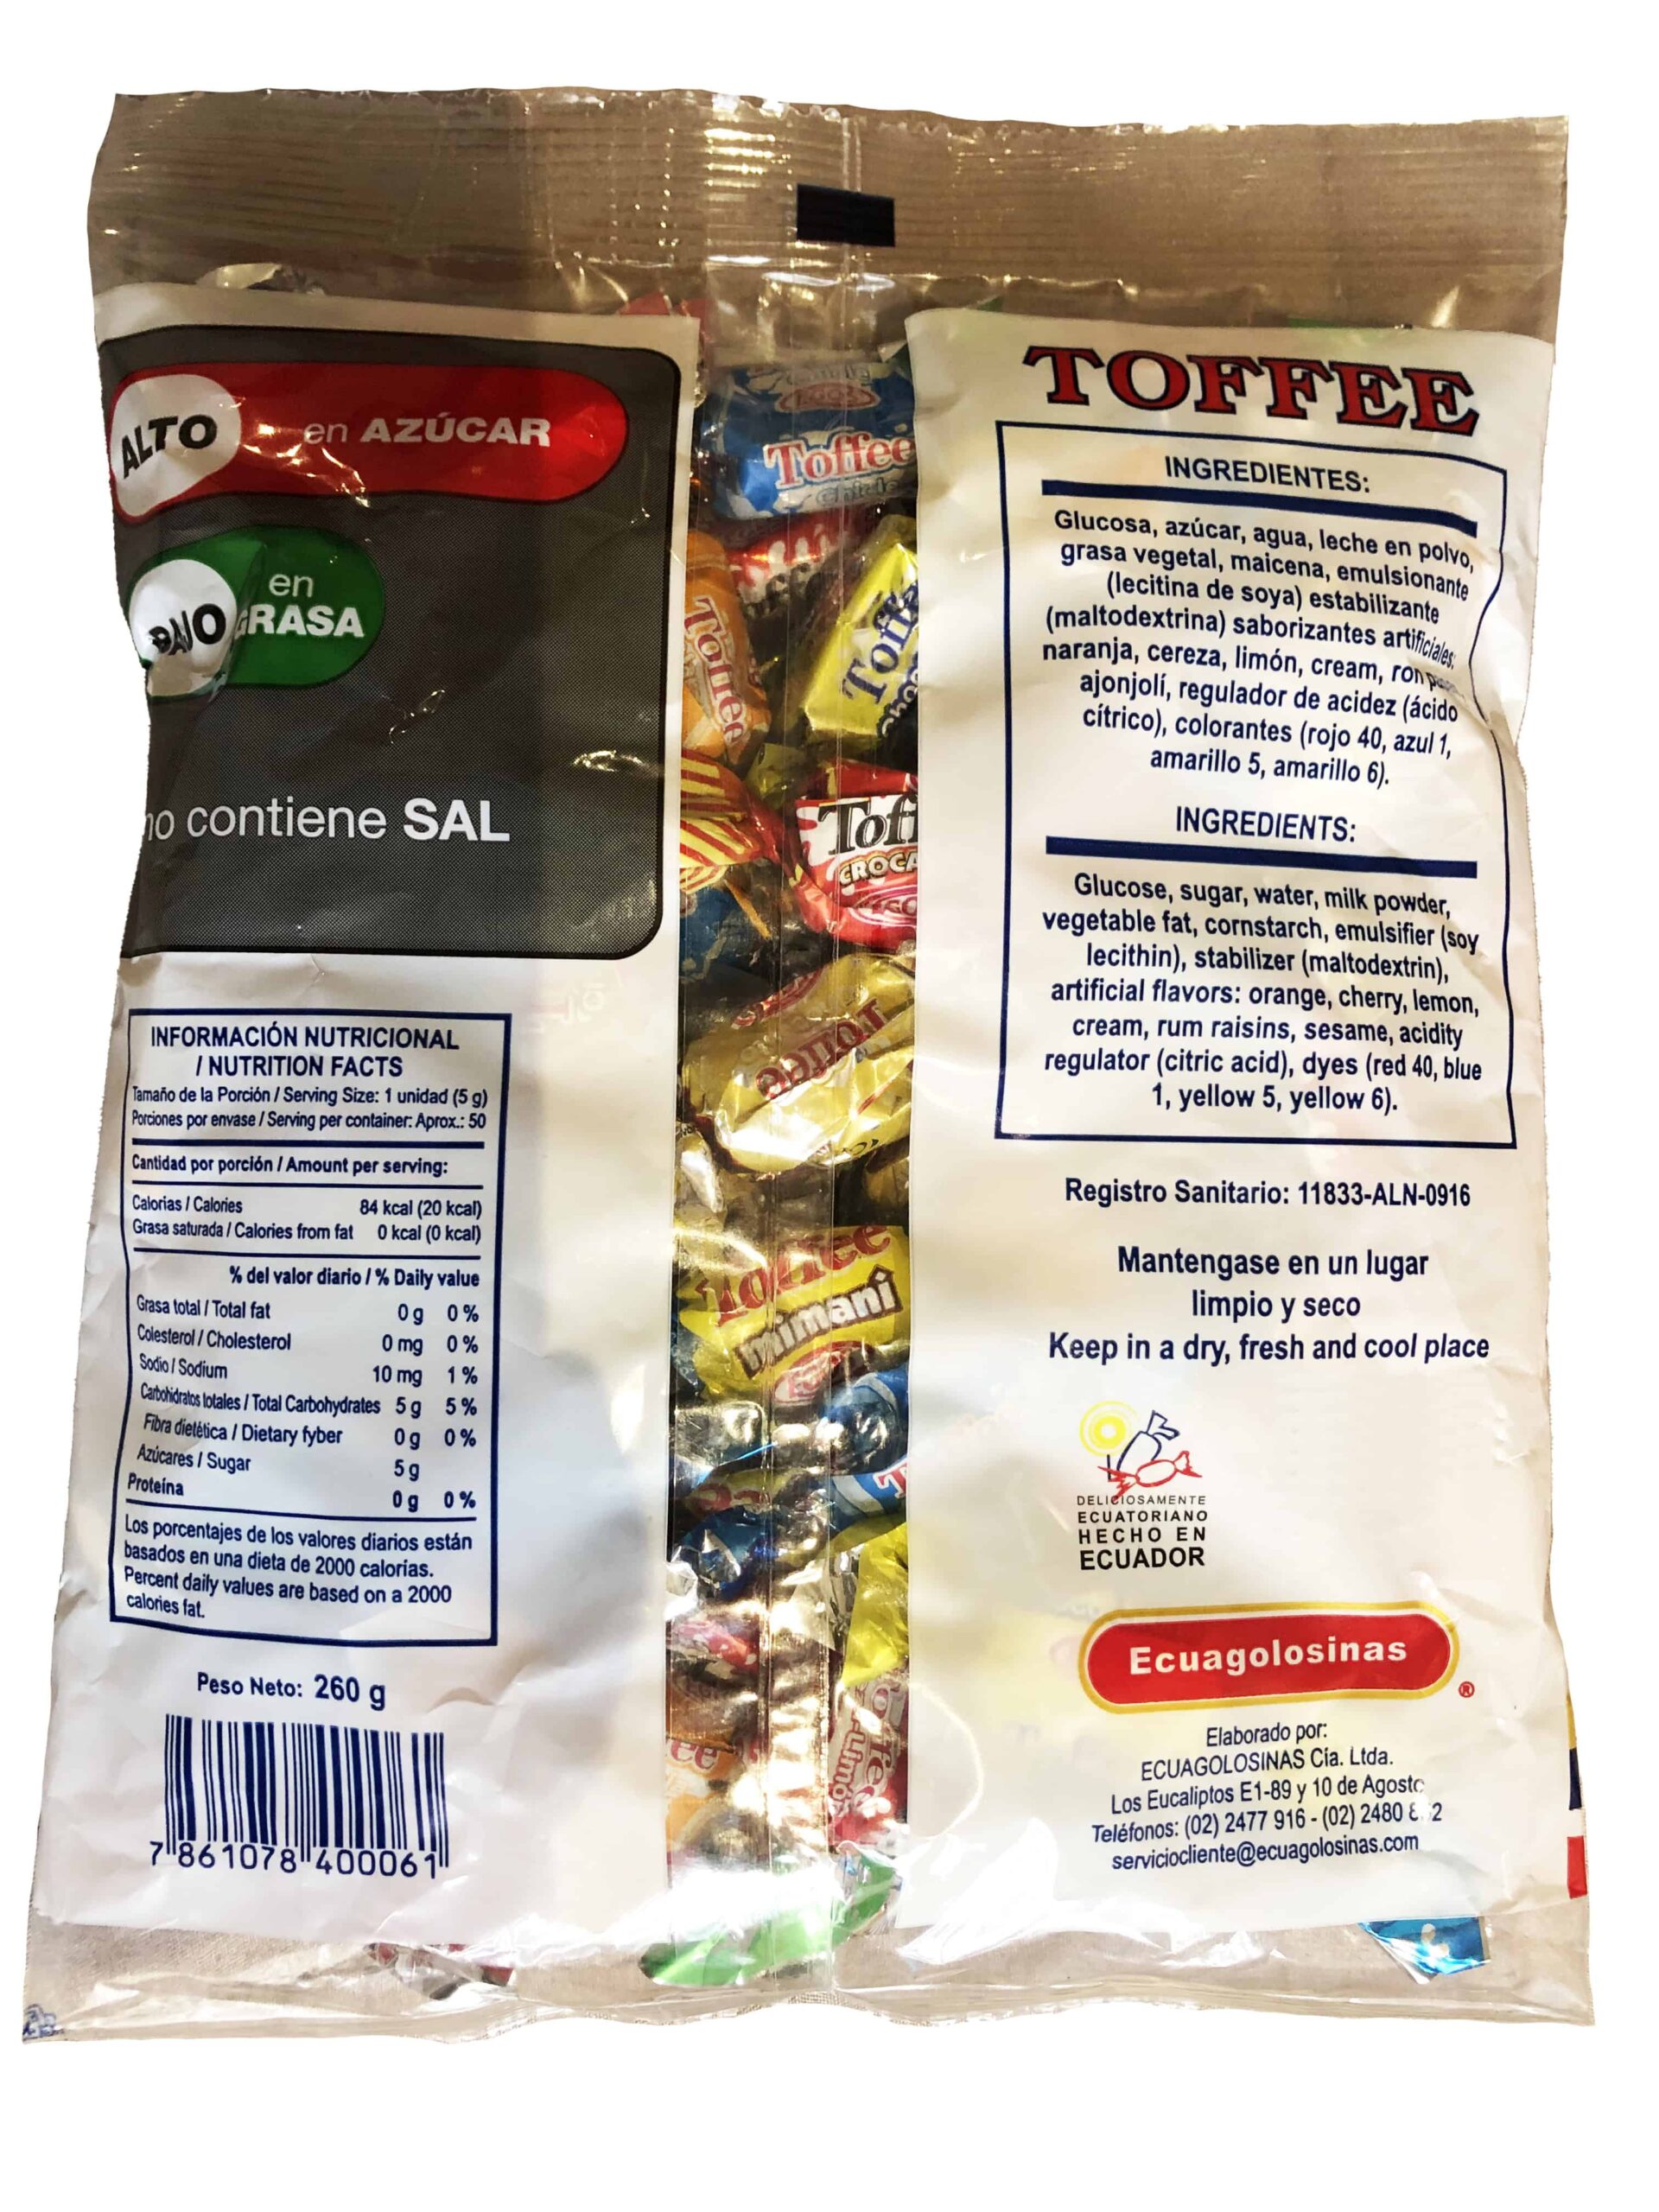 ALTO en AZÚCAR
BAJO en
GRASA
no contiene SAL
INFORMACIÓN NUTRICIONAL
/ NUTRITION FACTS
Tamaño de la Porción / Serving Size: 1 unidad (5 g)
Porciones por envase / Serving per container: Aprox.: 50
Cantidad por porción / Amount per serving:
Calorias / Calories 84 kcal (20 kcal)
Grasa saturada / Calories from fat 0 kcal (0 kcal)
% del valor diario / % Daily value
Grasa total / Total fat 0 g 0 %
Colesterol / Cholesterol 0 mg 0 %
Sodio / Sodium 10 mg 1 %
Carbohidratos totales / Total Carbohydrates 5 g 5 %
Fibra dietética / Dietary fyber 0 g 0 %
Azúcares / Sugar 5 g
Proteína 0 g 0 %
Los porcentajes de los valores diarios están
basados en una dieta de 2000 calorías.
Percent daily values are based on a 2000
calories fat.
Peso Neto: 260 g
7 861078 400061
Toffee
Toffee
Toffee
Toffee
mimani
TOFFEE
INGREDIENTES:
Glucosa, azúcar, agua, leche en polvo,
grasa vegetal, maicena, emulsionante
(lecitina de soya) estabilizante
(maltodextrina) saborizantes artificiales:
naranja, cereza, limón, cream, ron
ajonjolí, regulador de acidez (ácido
cítrico), colorantes (rojo 40, azul 1,
amarillo 5, amarillo 6).
INGREDIENTS:
Glucose, sugar, water, milk powder,
vegetable fat, cornstarch, emulsifier (soy
lecithin), stabilizer (maltodextrin),
artificial flavors: orange, cherry, lemon,
cream, rum raisins, sesame, acidity
regulator (citric acid), dyes (red 40, blue
1, yellow 5, yellow 6).
Registro Sanitario: 11833-ALN-0916
Mantengase en un lugar
limpio y seco
Keep in a dry, fresh and cool place
DELICIOSAMENTE
ECUATORIANO
HECHO EN
ECUADOR
Ecuagolosinas
®
Elaborado por:
ECUAGOLOSINAS Cía. Ltda.
Los Eucaliptos E1-89 y 10 de Agosto
Teléfonos: (02) 2477 916 - (02) 2480
serviciocliente@ecuagolosinas.com